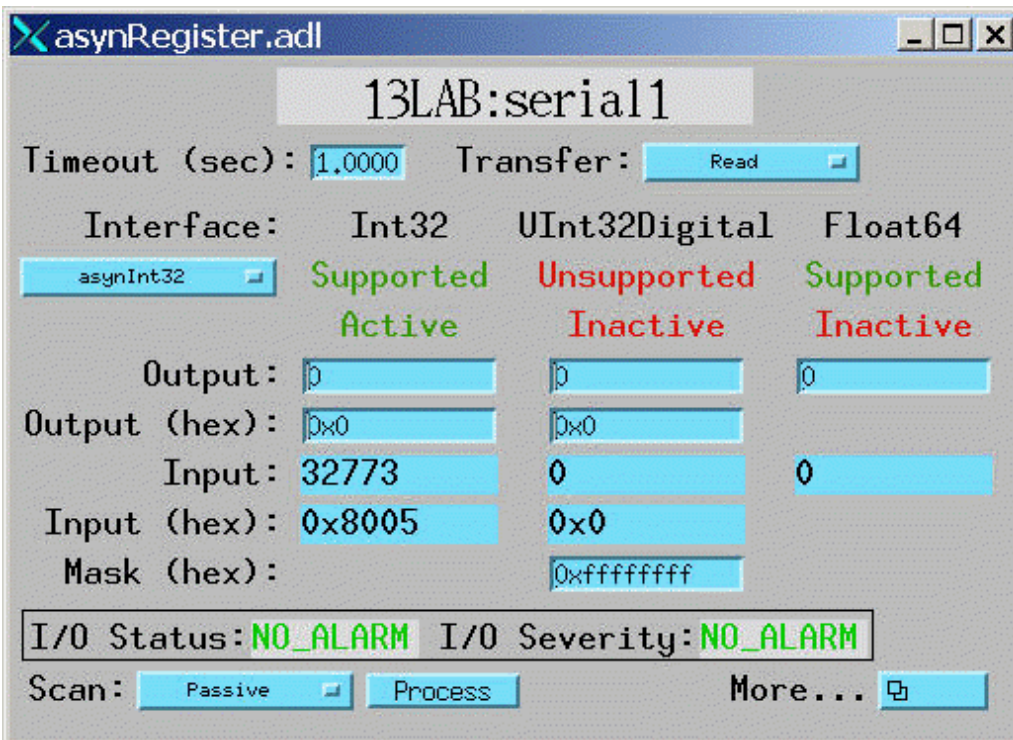 asynRegister.adl
13LAB:serial1
Timeout (sec): 1.0000 Transfer: Read
Interface: Int32 UInt32Digital Float64
asynInt32 Supported Unsupported Supported
Active Inactive Inactive
Output: 0 0 0
Output (hex): 0x0 0x0
Input: 32773 0 0
Input (hex): 0x8005 0x0
Mask (hex): 0xffffffff
I/O Status: NO_ALARM I/O Severity: NO_ALARM
Scan: Passive Process More...